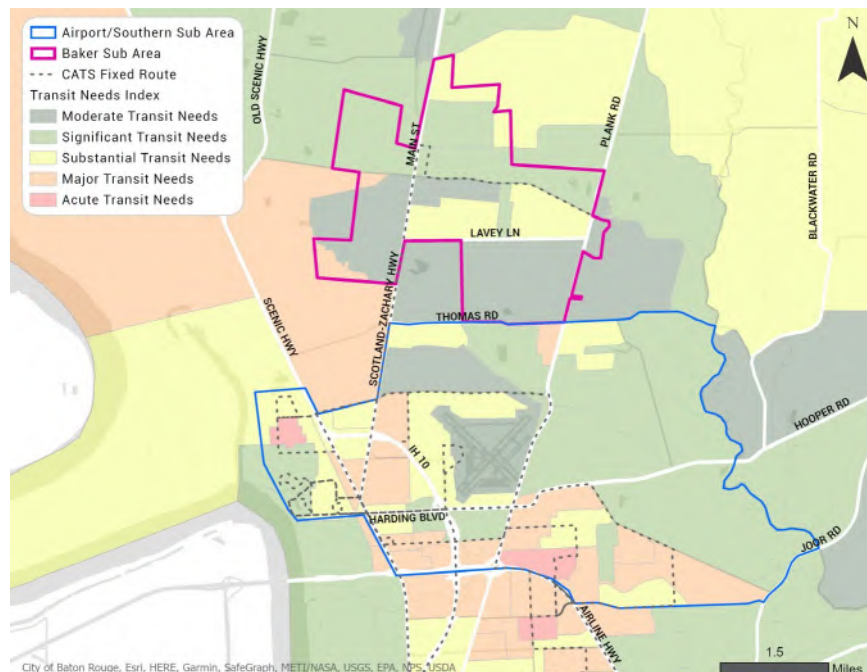 Airport/Southern Sub Area
Baker Sub Area
CATS Fixed Route
Transit Needs Index
Moderate Transit Needs
Significant Transit Needs
Substantial Transit Needs
Major Transit Needs
Acute Transit Needs
N
OLD SCENIC HWY
MAIN ST
PLANK RD
BLACKWATER RD
LAVEY LN
SCENIC HWY
SCOTLAND-ZACHARY HWY
THOMAS RD
HOOPER RD
IH 10
HARDING BLVD
JOOR RD
AIRLINE HWY
1.5
Miles
City of Baton Rouge, Esri, HERE, Garmin, SafeGraph, METI/NASA, USGS, EPA, NPS, USDA